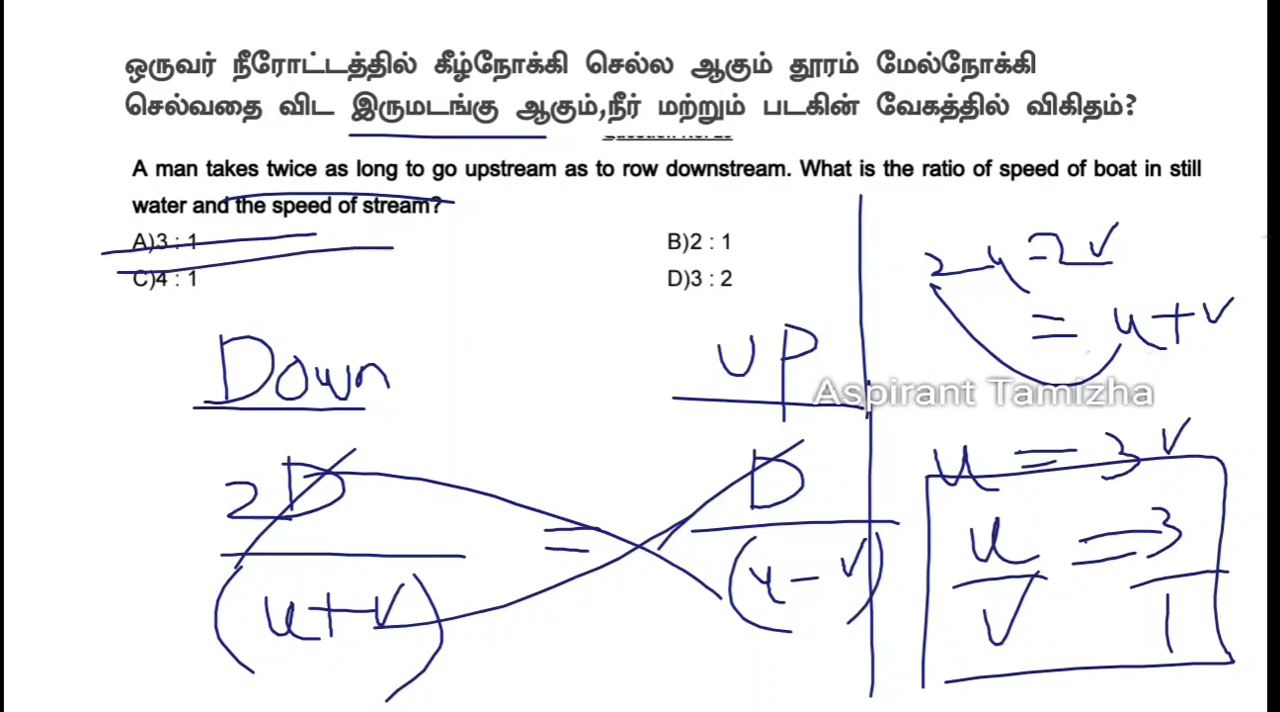 ஒருவர் நீரோட்டத்தில் கீழ்நோக்கி செல்ல ஆகும் தூரம் மேல்நோக்கி
செல்வதை விட இருமடங்கு ஆகும்,நீர் மற்றும் படகின் வேகத்தில் விகிதம்?
A man takes twice as long to go upstream as to row downstream. What is the ratio of speed of boat in still
water and the speed of stream?
A)3 : 1 B)2 : 1
C)4 : 1 D)3 : 2
2u = 2v
= u+v
Down UP
Aspirant Tamizha
u = 3v
2D = D
(u+v) (u-v)
u = 3
v 1